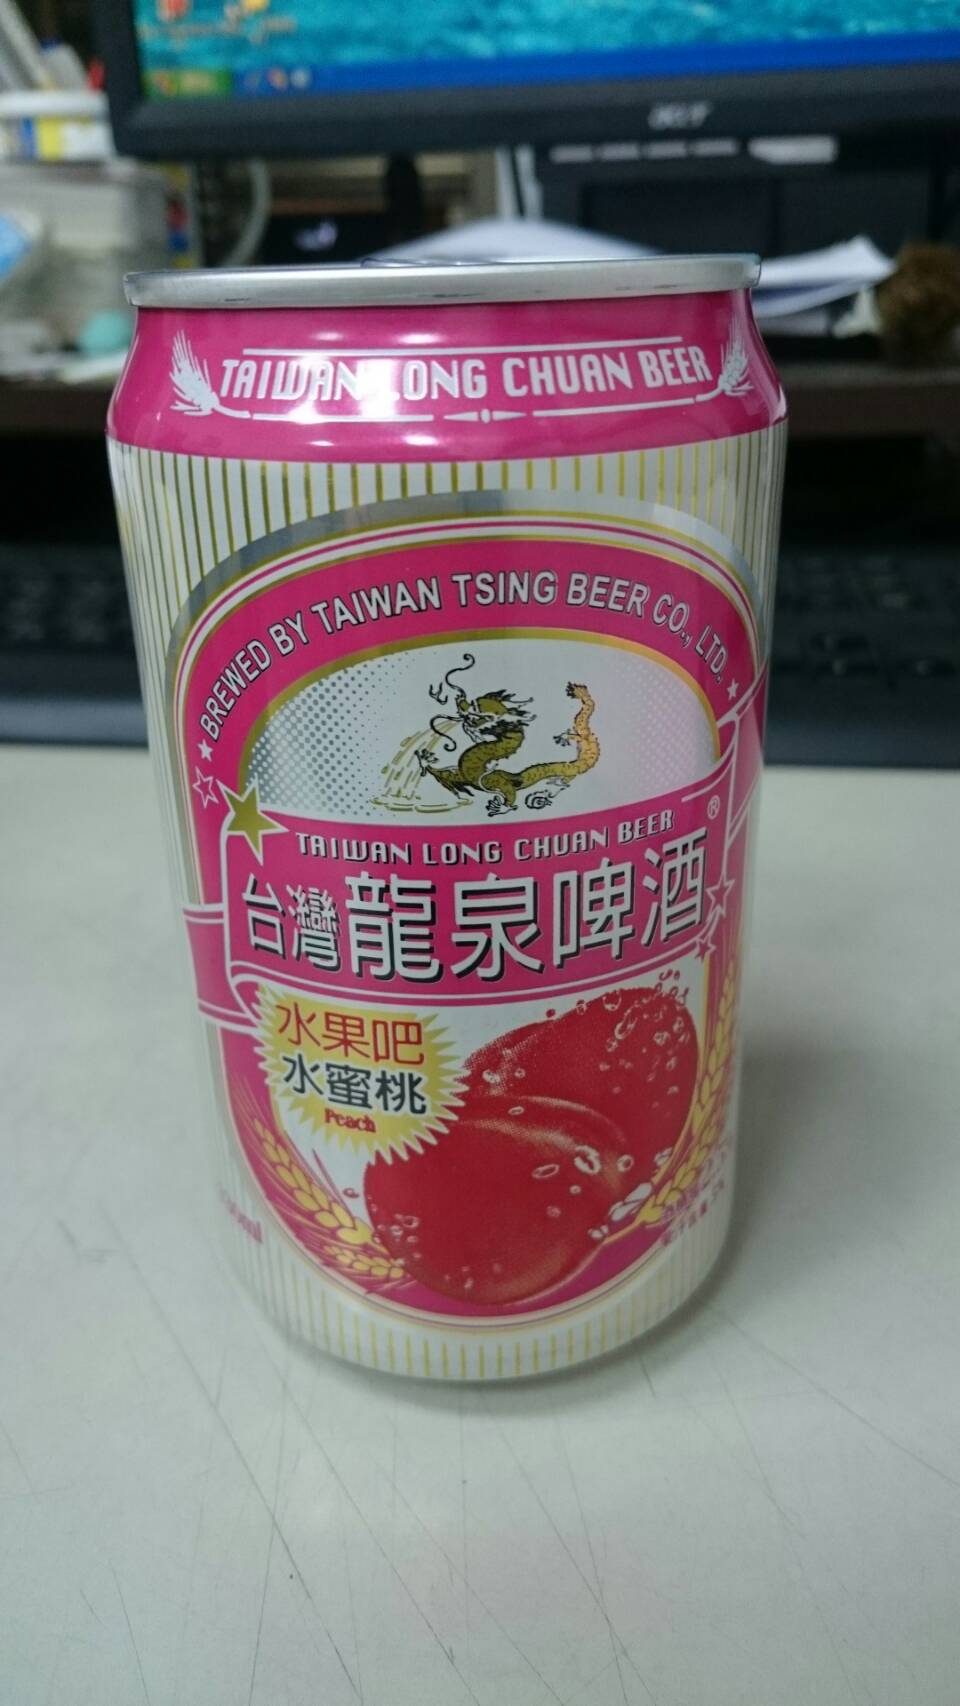 acer
TAIWAN LONG CHUAN BEER
BREWED BY TAIWAN TSING BEER CO., LTD.
TAIWAN LONG CHUAN BEER
®
台灣龍泉啤酒
水果吧
水蜜桃
Peach